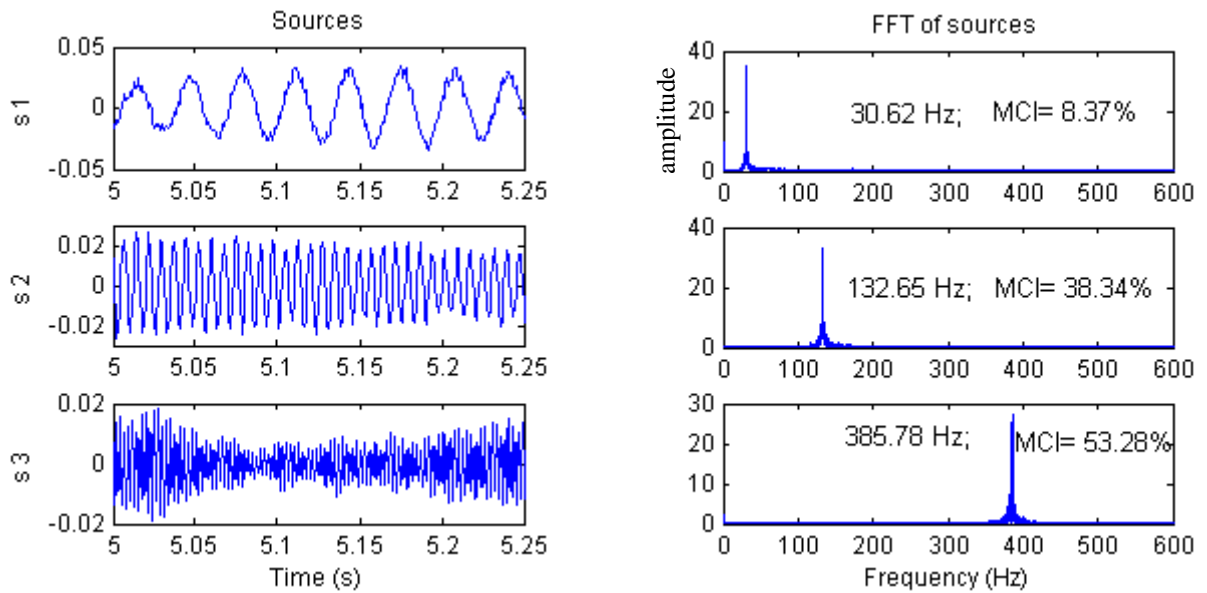 Sources
0.05
0
-0.05
s 1
5 5.05 5.1 5.15 5.2 5.25
0.02
0
-0.02
s 2
5 5.05 5.1 5.15 5.2 5.25
0.02
0
-0.02
s 3
5 5.05 5.1 5.15 5.2 5.25
Time (s)
FFT of sources
40
20
0
amplitude
30.62 Hz; MCI= 8.37%
0 100 200 300 400 500 600
40
20
0
132.65 Hz; MCI= 38.34%
0 100 200 300 400 500 600
30
20
10
0
385.78 Hz; MCI= 53.28%
0 100 200 300 400 500 600
Frequency (Hz)